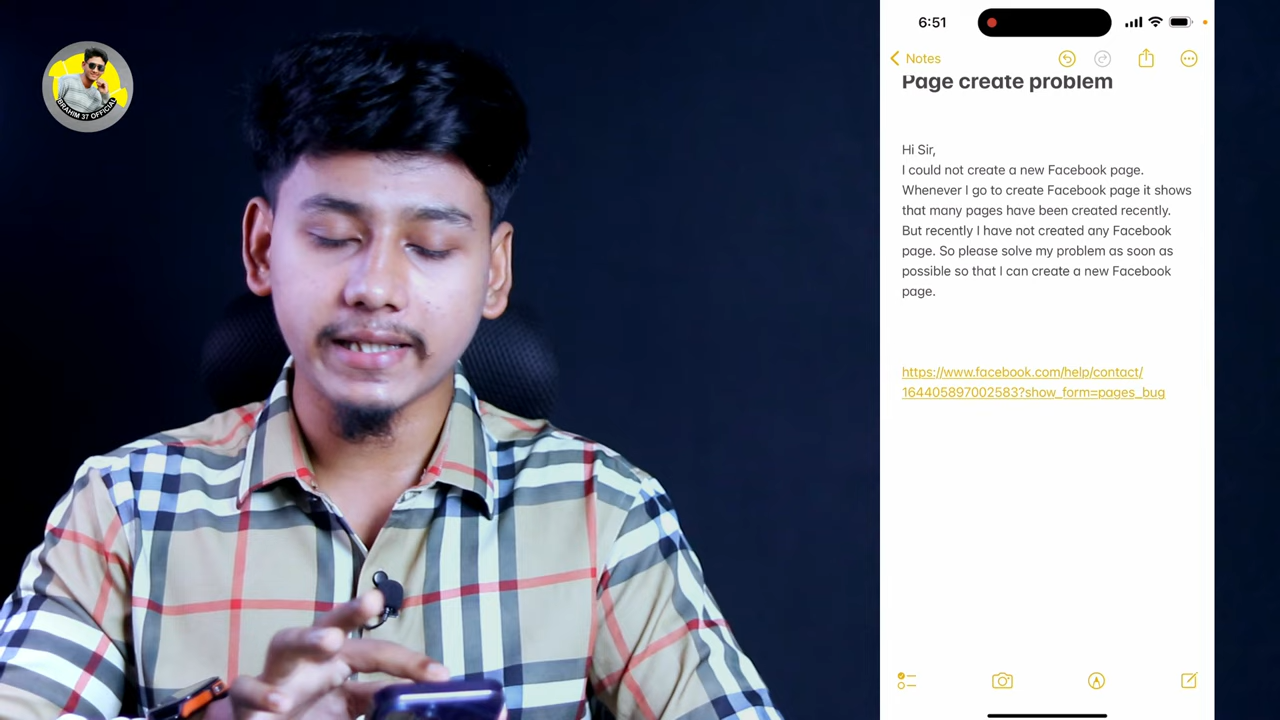 BRAHIM 37 OFFICIAL
6:51
Notes
Page create problem
Hi Sir,
I could not create a new Facebook page.
Whenever I go to create Facebook page it shows
that many pages have been created recently.
But recently I have not created any Facebook
page. So please solve my problem as soon as
possible so that I can create a new Facebook
page.
https://www.facebook.com/help/contact/
164405897002583?show_form=pages_bug